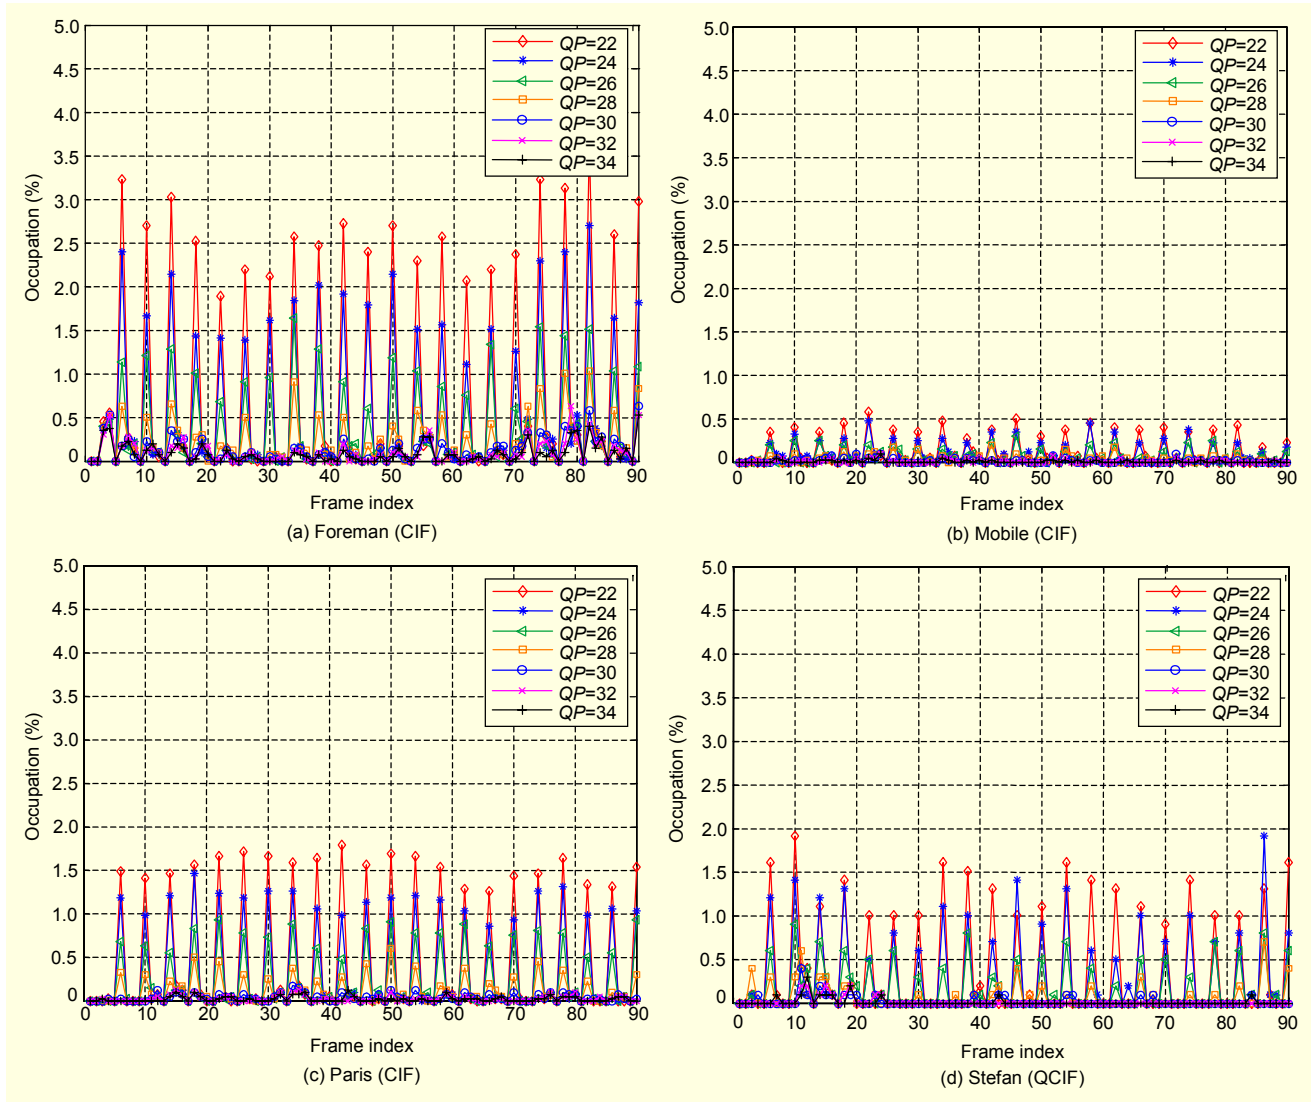 5.0
4.5
4.0
3.5
3.0
2.5
2.0
1.5
1.0
0.5
0
Occupation (%)
0 10 20 30 40 50 60 70 80 90
Frame index
QP=22
QP=24
QP=26
QP=28
QP=30
QP=32
QP=34
(a) Foreman (CIF)
5.0
4.5
4.0
3.5
3.0
2.5
2.0
1.5
1.0
0.5
0
Occupation (%)
0 10 20 30 40 50 60 70 80 90
Frame index
QP=22
QP=24
QP=26
QP=28
QP=30
QP=32
QP=34
(b) Mobile (CIF)
5.0
4.5
4.0
3.5
3.0
2.5
2.0
1.5
1.0
0.5
0
Occupation (%)
0 10 20 30 40 50 60 70 80 90
Frame index
QP=22
QP=24
QP=26
QP=28
QP=30
QP=32
QP=34
(c) Paris (CIF)
5.0
4.5
4.0
3.5
3.0
2.5
2.0
1.5
1.0
0.5
0
Occupation (%)
0 10 20 30 40 50 60 70 80 90
Frame index
QP=22
QP=24
QP=26
QP=28
QP=30
QP=32
QP=34
(d) Stefan (QCIF)